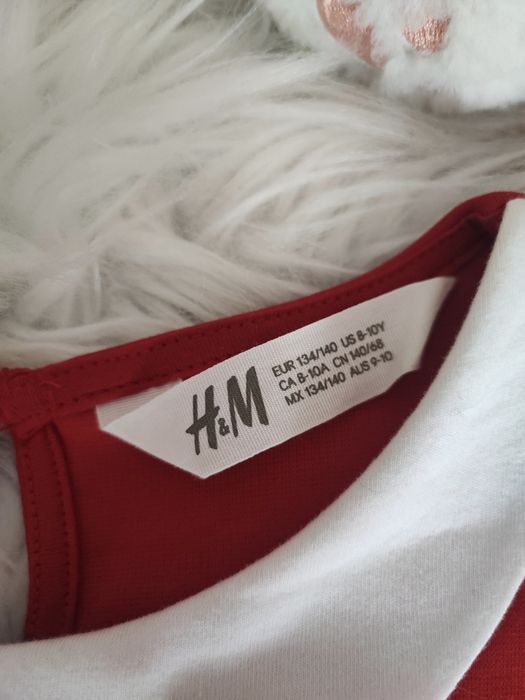 H&M
EUR 134/140 US 8-10Y
CA 8-10A CN 140/68
MX 134/140 AUS 9-10